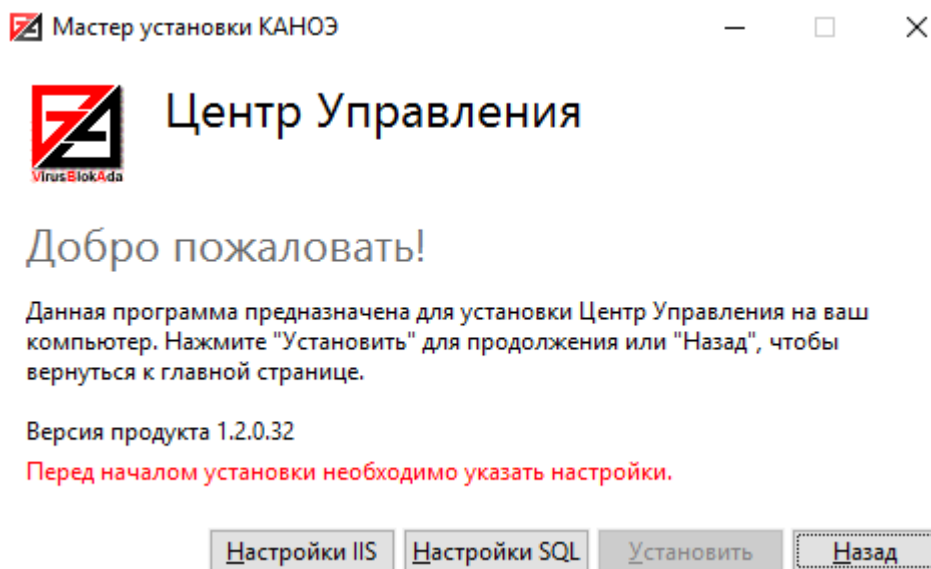 Мастер установки КАНОЭ
VirusBlokAda
Центр Управления
Добро пожаловать!
Данная программа предназначена для установки Центр Управления на ваш
компьютер. Нажмите "Установить" для продолжения или "Назад", чтобы
вернуться к главной странице.
Версия продукта 1.2.0.32
Перед началом установки необходимо указать настройки.
Настройки IIS Настройки SQL Установить Назад